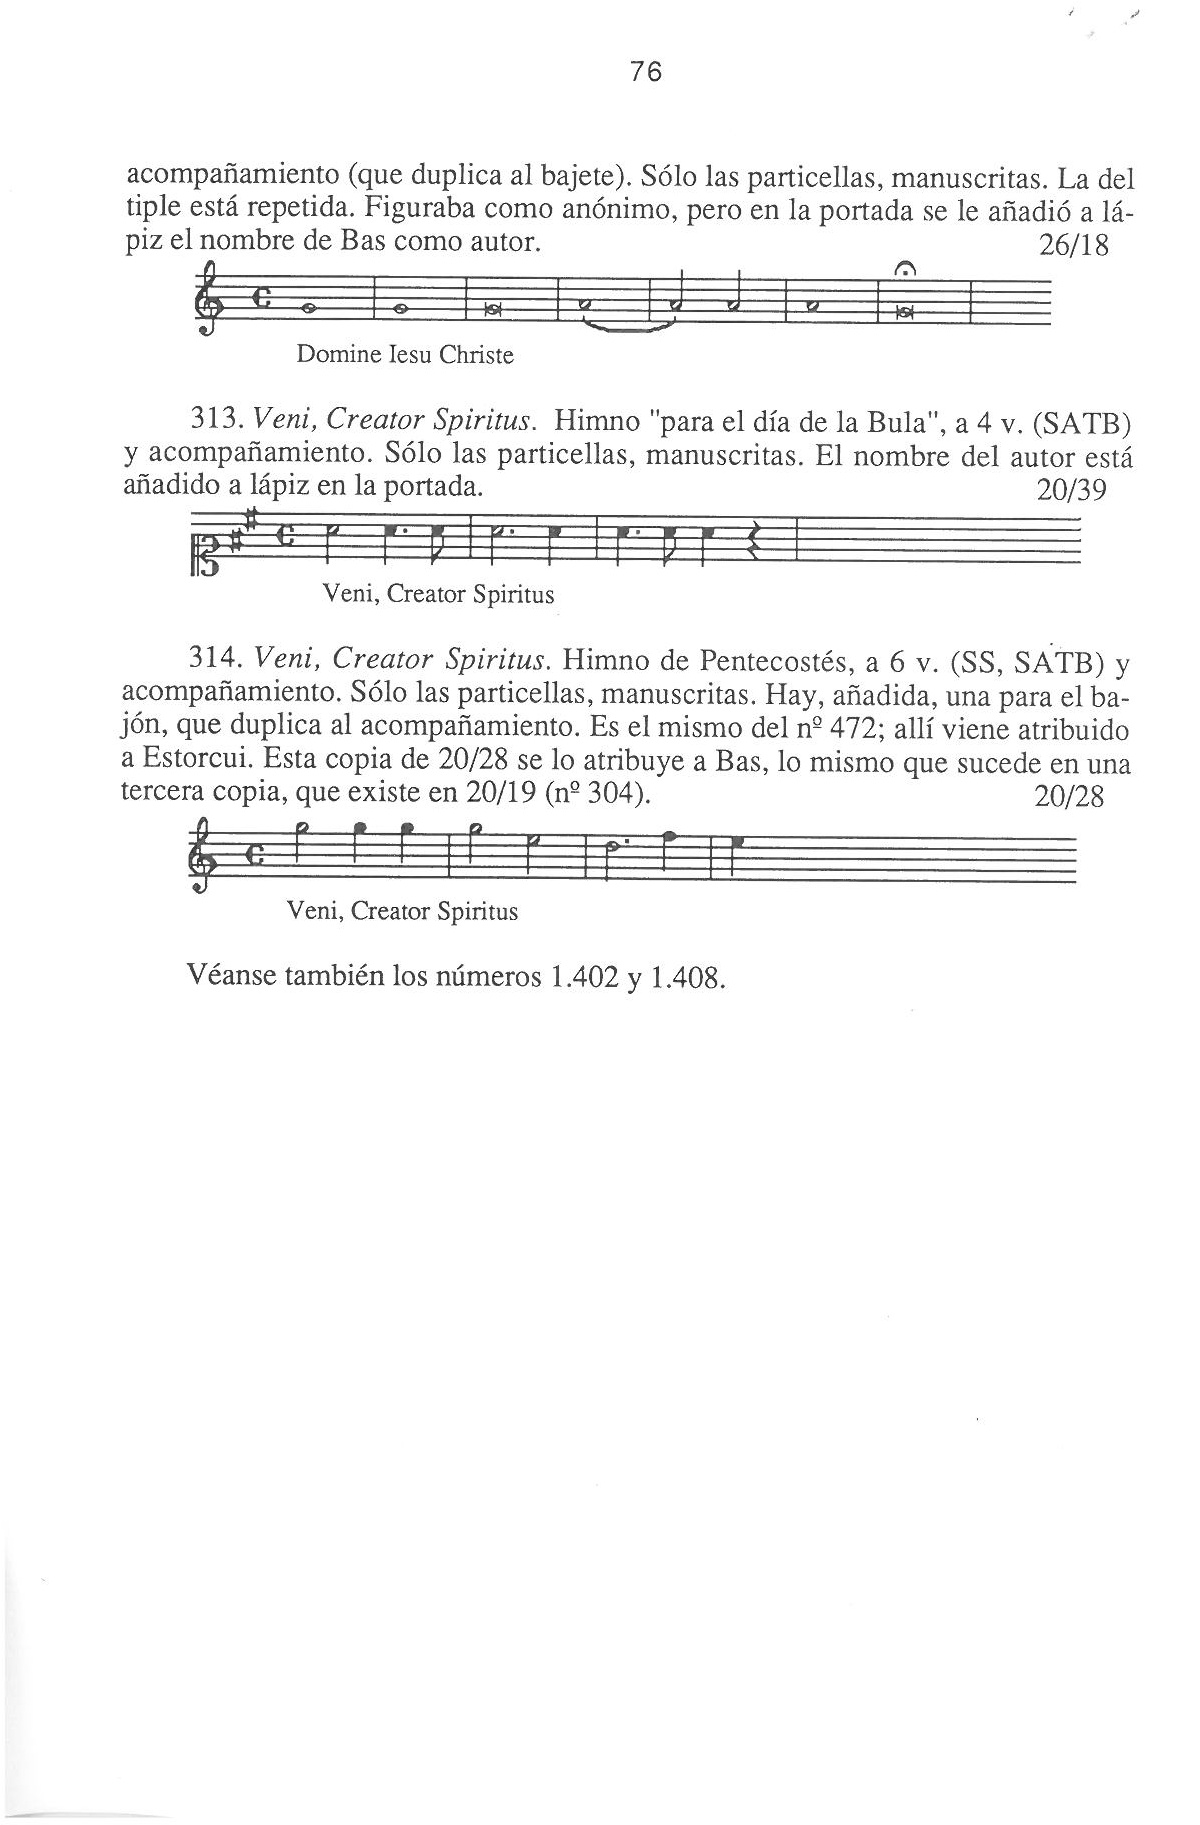 76
acompañamiento (que duplica al bajete). Sólo las particellas, manuscritas. La del
tiple está repetida. Figuraba como anónimo, pero en la portada se le añadió a lá-
piz el nombre de Bas como autor. 26/18
Domine Iesu Christe
313. Veni, Creator Spiritus. Himno "para el día de la Bula", a 4 v. (SATB)
y acompañamiento. Sólo las particellas, manuscritas. El nombre del autor está
añadido a lápiz en la portada. 20/39
Veni, Creator Spiritus
314. Veni, Creator Spiritus. Himno de Pentecostés, a 6 v. (SS, SATB) y
acompañamiento. Sólo las particellas, manuscritas. Hay, añadida, una para el ba-
jón, que duplica al acompañamiento. Es el mismo del nº 472; allí viene atribuido
a Estorcui. Esta copia de 20/28 se lo atribuye a Bas, lo mismo que sucede en una
tercera copia, que existe en 20/19 (nº 304). 20/28
Veni, Creator Spiritus
Véanse también los números 1.402 y 1.408.